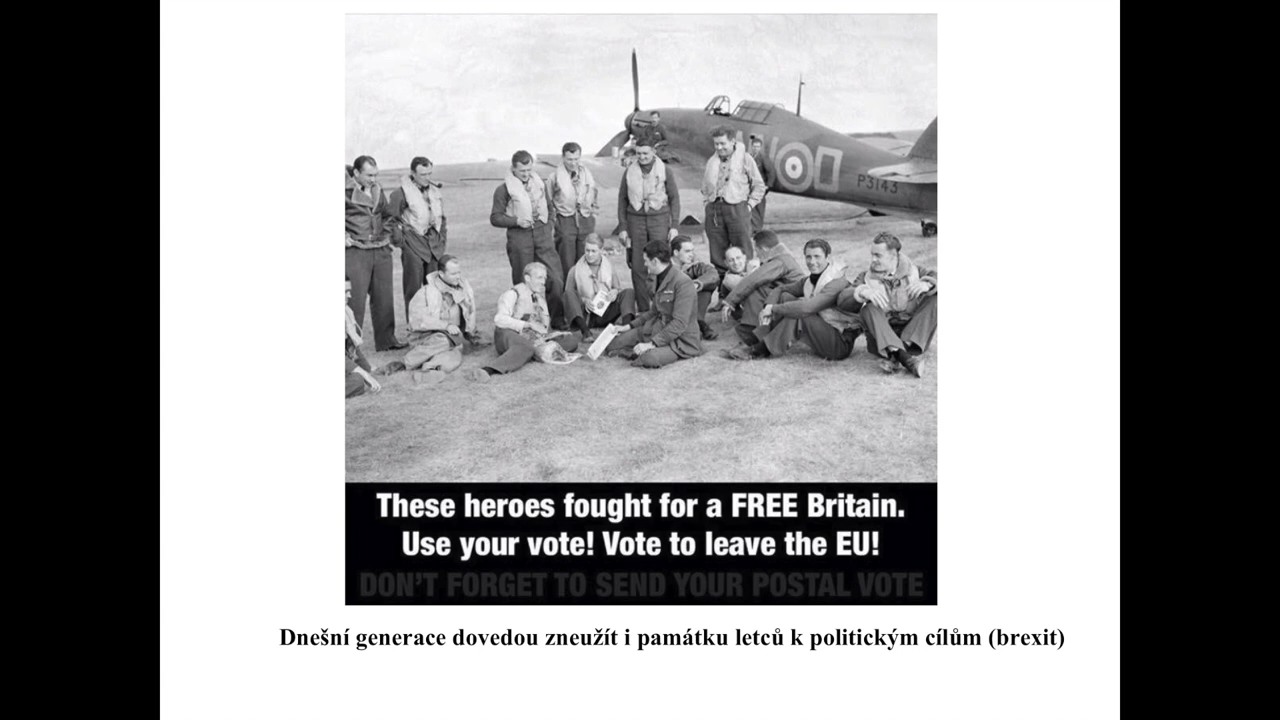 P3143
These heroes fought for a FREE Britain.
Use your vote! Vote to leave the EU!
DON'T FORGET TO SEND YOUR POSTAL VOTE
Dnešní generace dovedou zneužít i památku letců k politickým cílům (brexit)